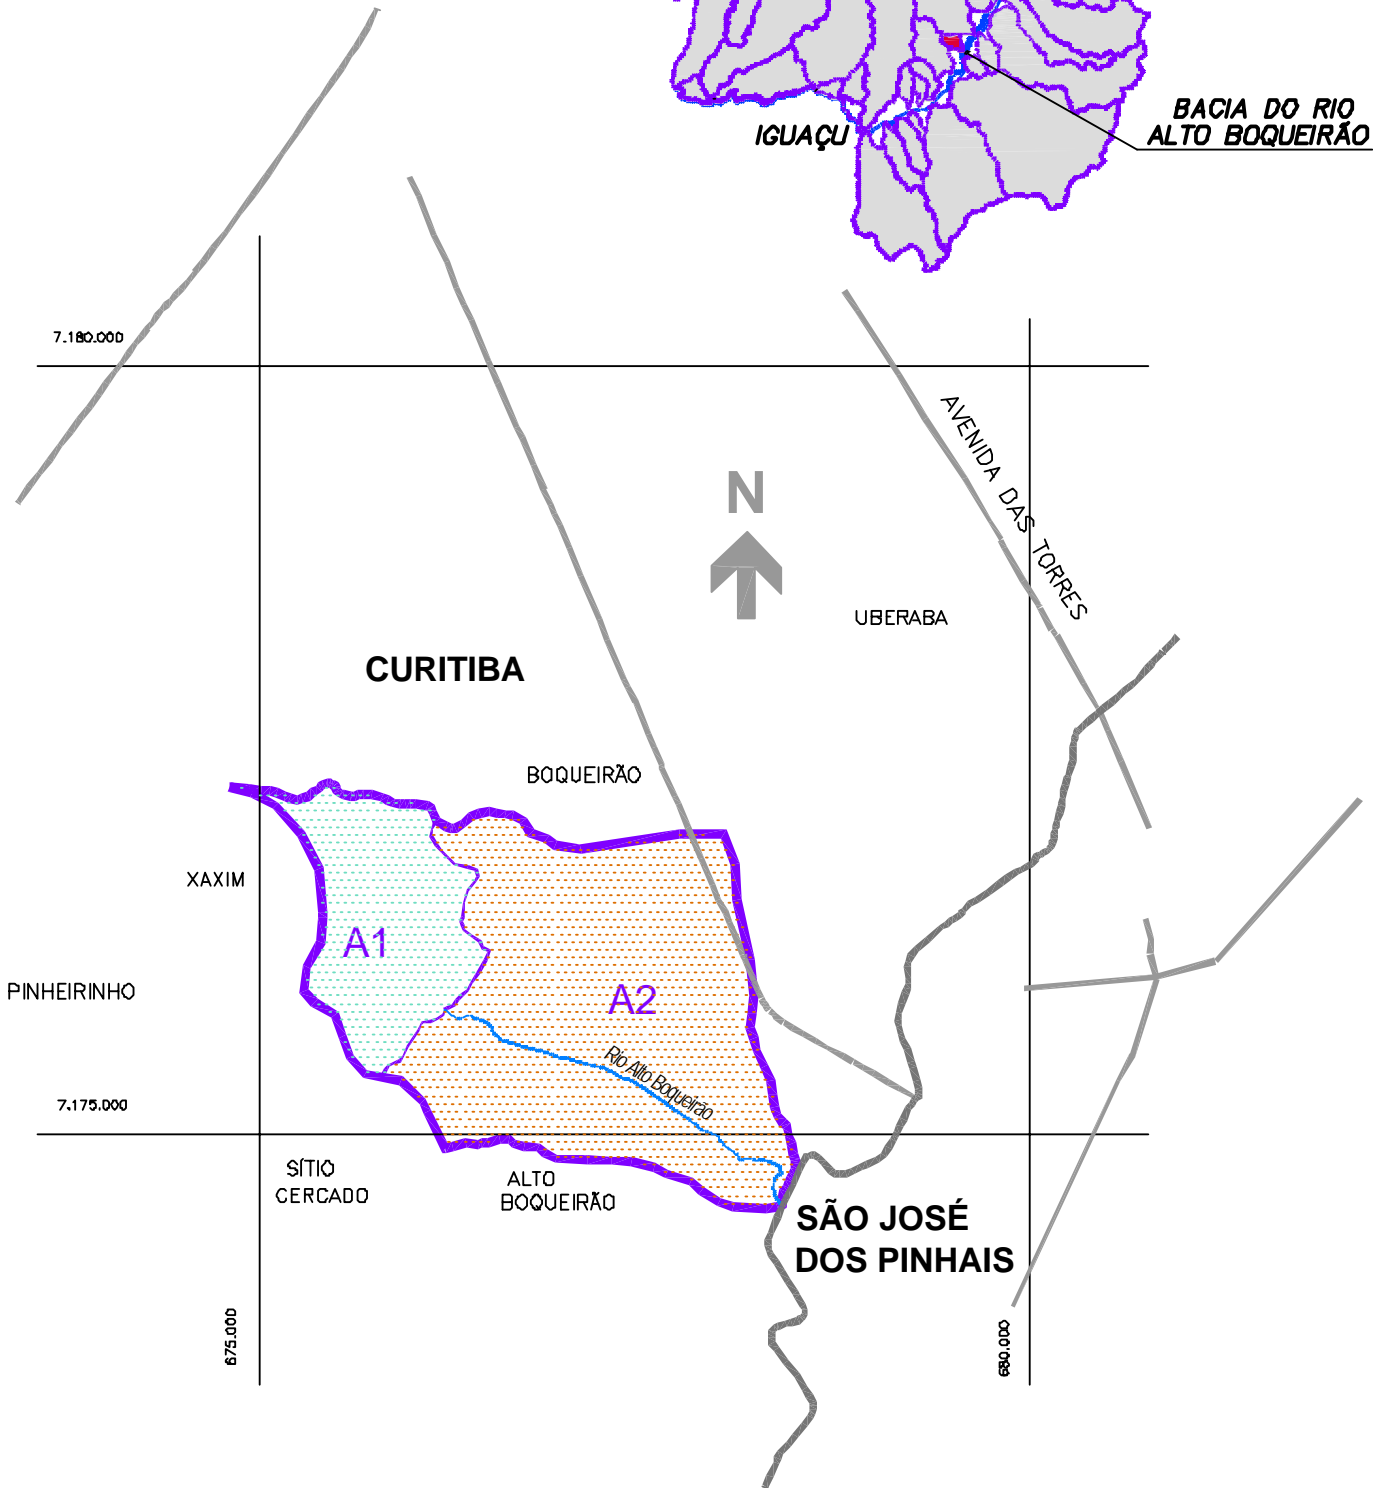 BACIA DO RIO
ALTO BOQUEIRÃO
IGUAÇU
7.180.000
AVENIDA DAS TORRES
N
UBERABA
CURITIBA
BOQUEIRÃO
XAXIM
A1
PINHEIRINHO
A2
Rio Alto Boqueirão
7.175.000
SÍTIO
CERCADO
ALTO
BOQUEIRÃO
SÃO JOSÉ
DOS PINHAIS
675.000
680.000